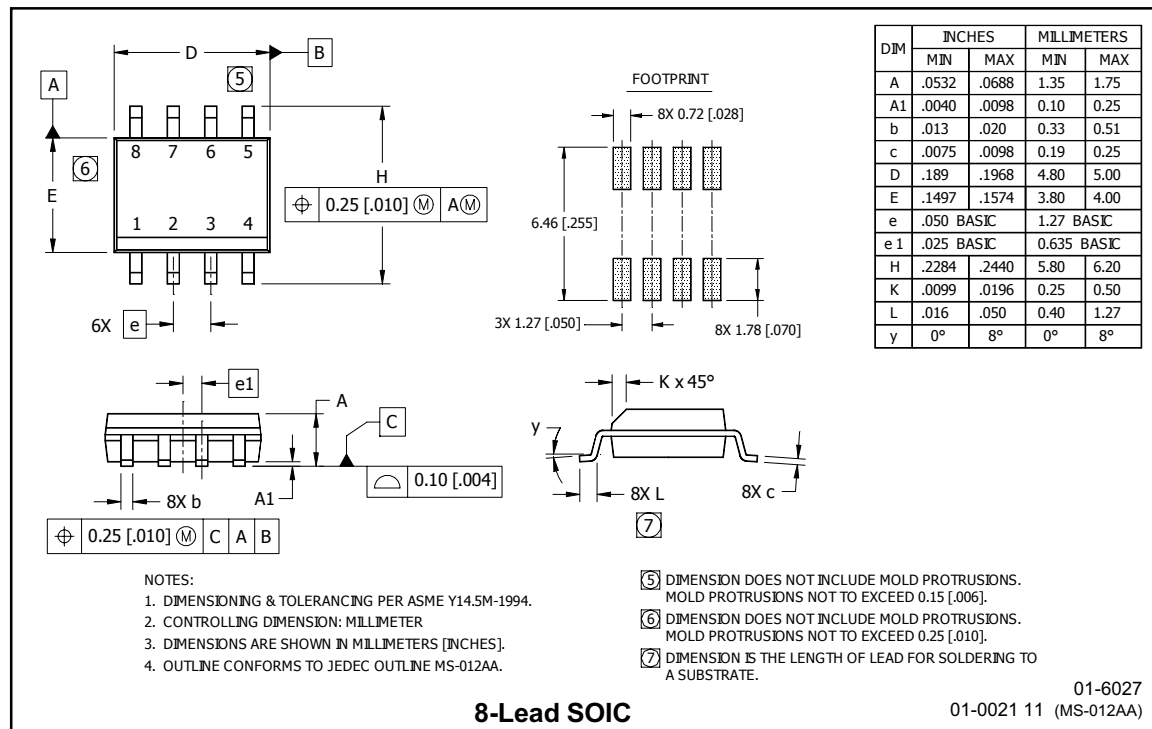 D
B
5
A
8 7 6 5
6
E
H
⌖ 0.25 [.010] Ⓜ AⓂ
1 2 3 4
6X e
FOOTPRINT
8X 0.72 [.028]
6.46 [.255]
3X 1.27 [.050]
8X 1.78 [.070]
DIM INCHES MILLIMETERS
MIN MAX MIN MAX
A .0532 .0688 1.35 1.75
A1 .0040 .0098 0.10 0.25
b .013 .020 0.33 0.51
c .0075 .0098 0.19 0.25
D .189 .1968 4.80 5.00
E .1497 .1574 3.80 4.00
e .050 BASIC 1.27 BASIC
e 1 .025 BASIC 0.635 BASIC
H .2284 .2440 5.80 6.20
K .0099 .0196 0.25 0.50
L .016 .050 0.40 1.27
y 0° 8° 0° 8°
e1
A
C
⌓ 0.10 [.004]
8X b
A1
⌖ 0.25 [.010] Ⓜ C A B
K x 45°
y
8X L
8X c
7
NOTES:
1. DIMENSIONING & TOLERANCING PER ASME Y14.5M-1994.
2. CONTROLLING DIMENSION: MILLIMETER
3. DIMENSIONS ARE SHOWN IN MILLIMETERS [INCHES].
4. OUTLINE CONFORMS TO JEDEC OUTLINE MS-012AA.
5 DIMENSION DOES NOT INCLUDE MOLD PROTRUSIONS.
MOLD PROTRUSIONS NOT TO EXCEED 0.15 [.006].
6 DIMENSION DOES NOT INCLUDE MOLD PROTRUSIONS.
MOLD PROTRUSIONS NOT TO EXCEED 0.25 [.010].
7 DIMENSION IS THE LENGTH OF LEAD FOR SOLDERING TO
A SUBSTRATE.
8-Lead SOIC
01-6027
01-0021 11 (MS-012AA)